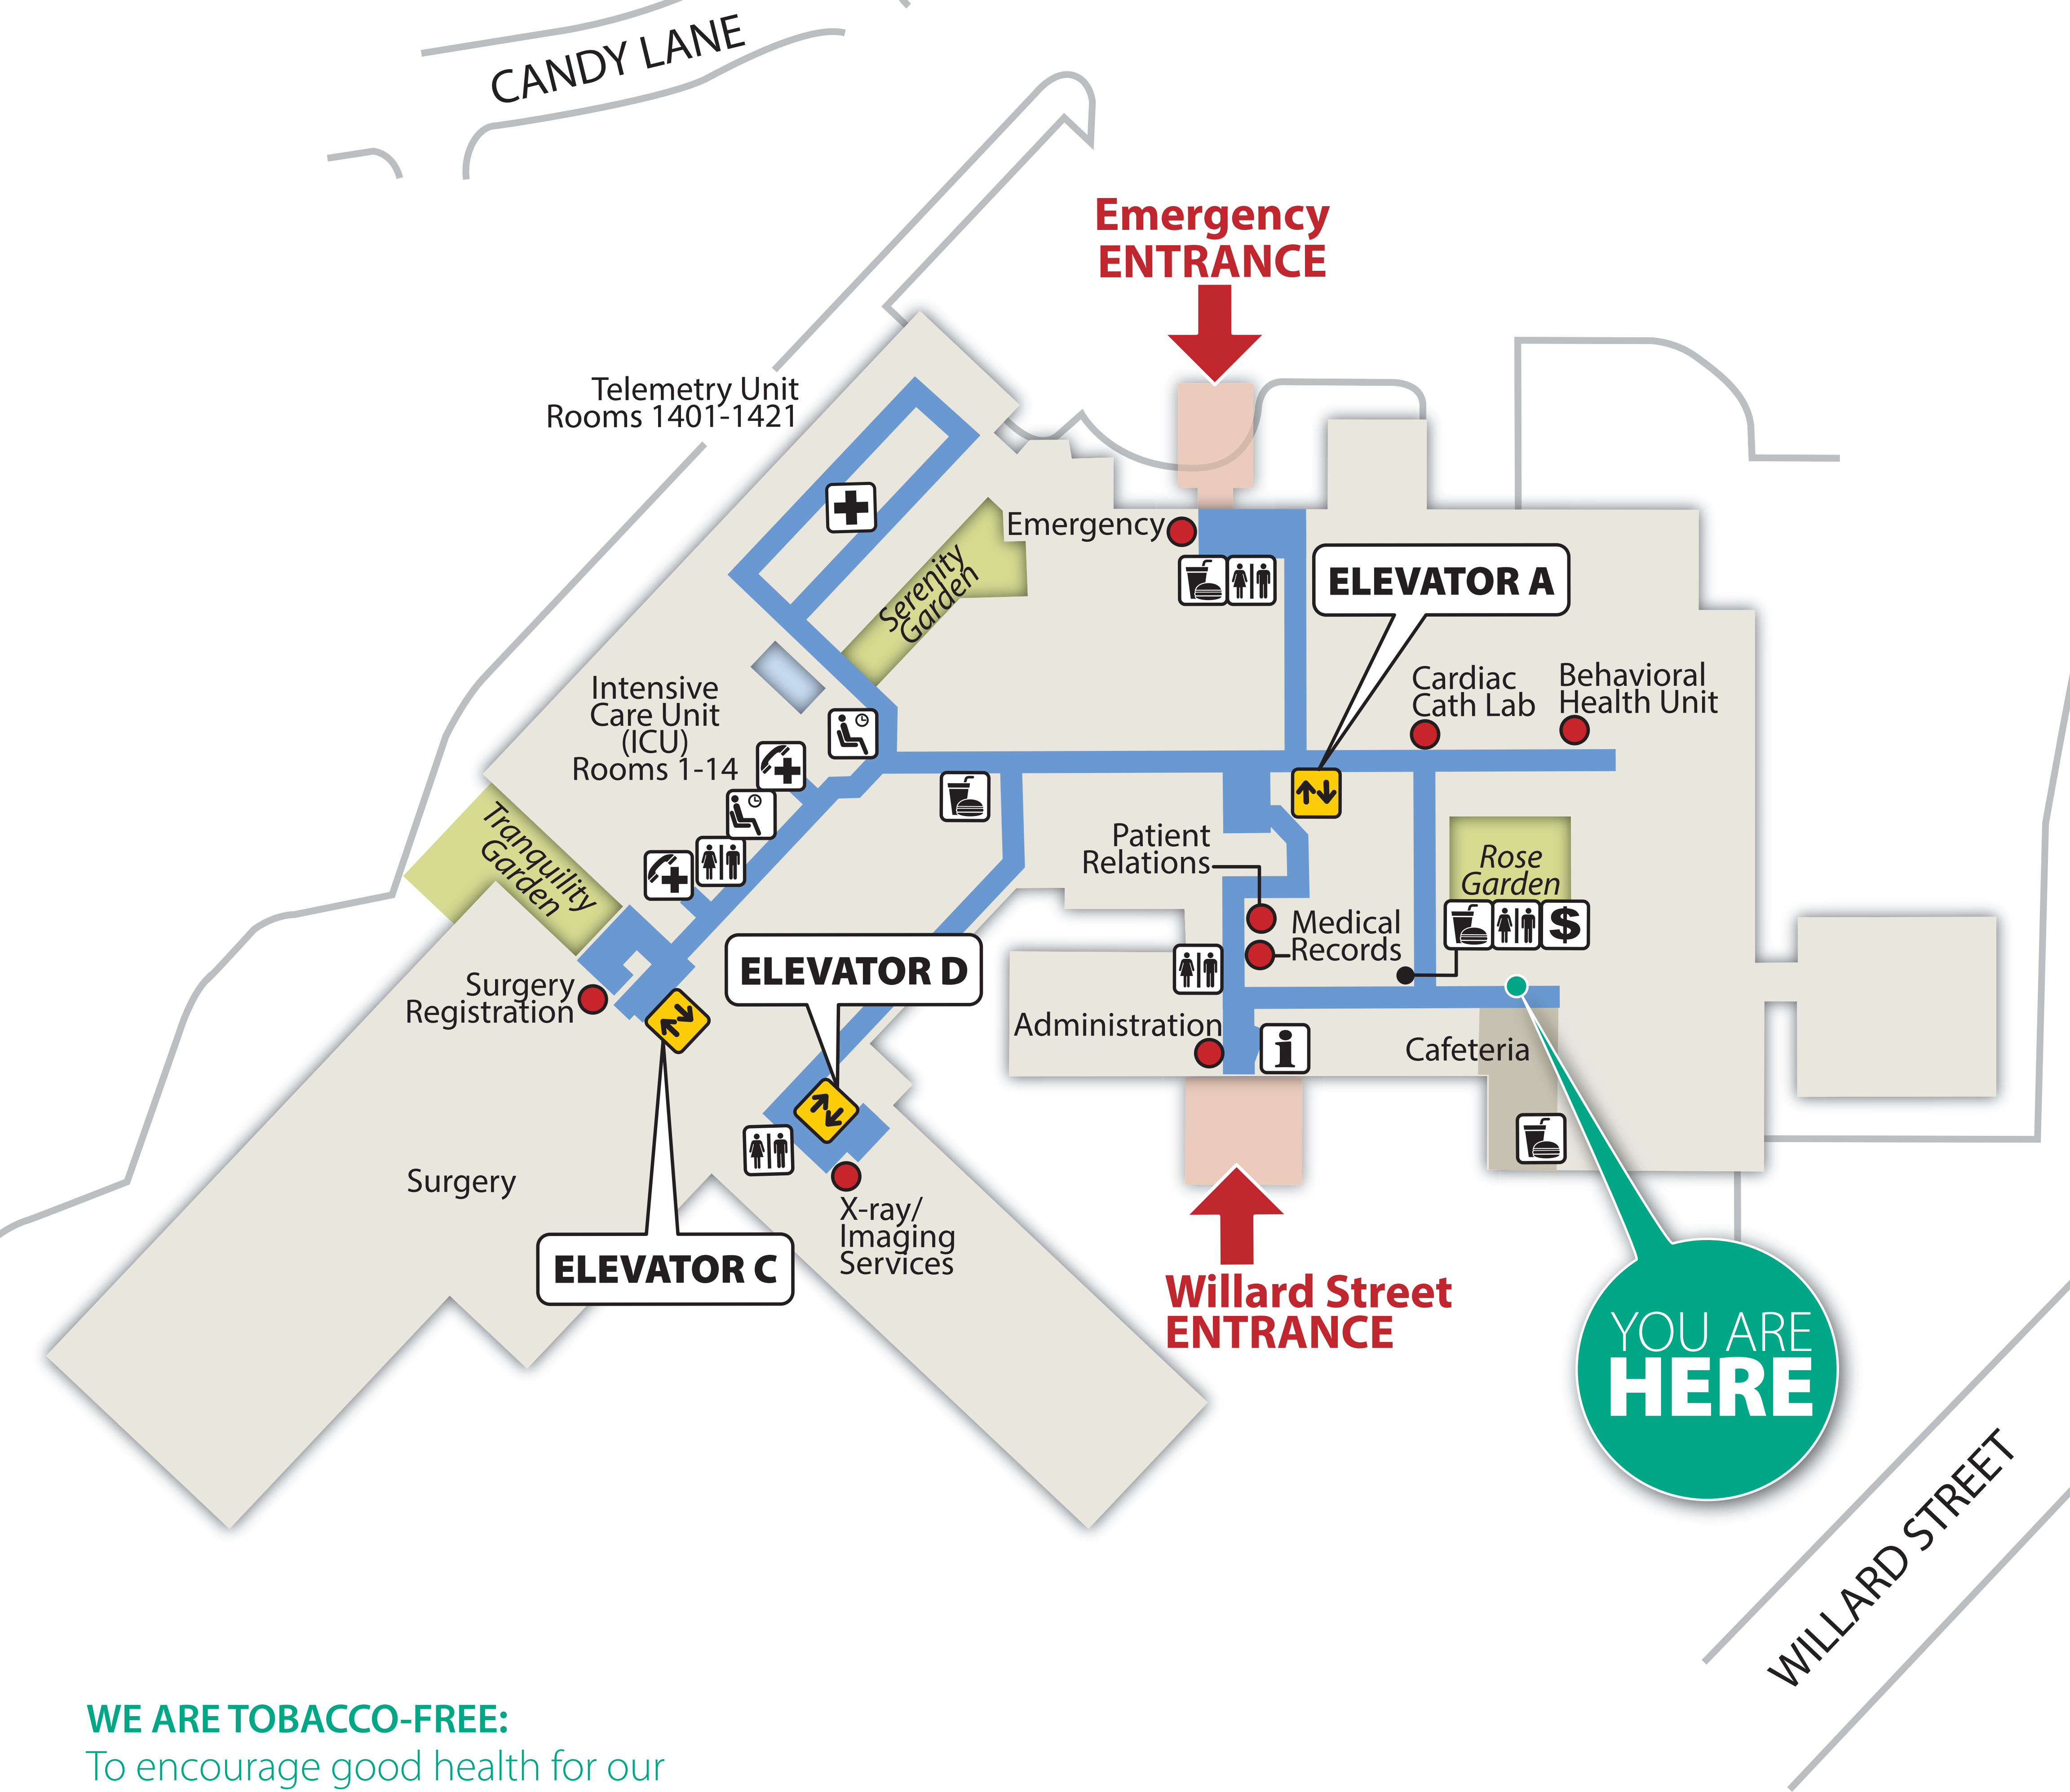 CANDY LANE
Emergency
ENTRANCE
Telemetry Unit
Rooms 1401-1421
Emergency
Serenity
Garden
ELEVATOR A
Cardiac
Cath Lab
Behavioral
Health Unit
Intensive
Care Unit
(ICU)
Rooms 1-14
Tranquility
Garden
Patient
Relations
Rose
Garden
$
Medical
Records
ELEVATOR D
Surgery
Registration
Administration
i
Cafeteria
Surgery
X-ray/
Imaging
Services
ELEVATOR C
Willard Street
ENTRANCE
YOU ARE
HERE
WILLARD STREET
WE ARE TOBACCO-FREE:
To encourage good health for our